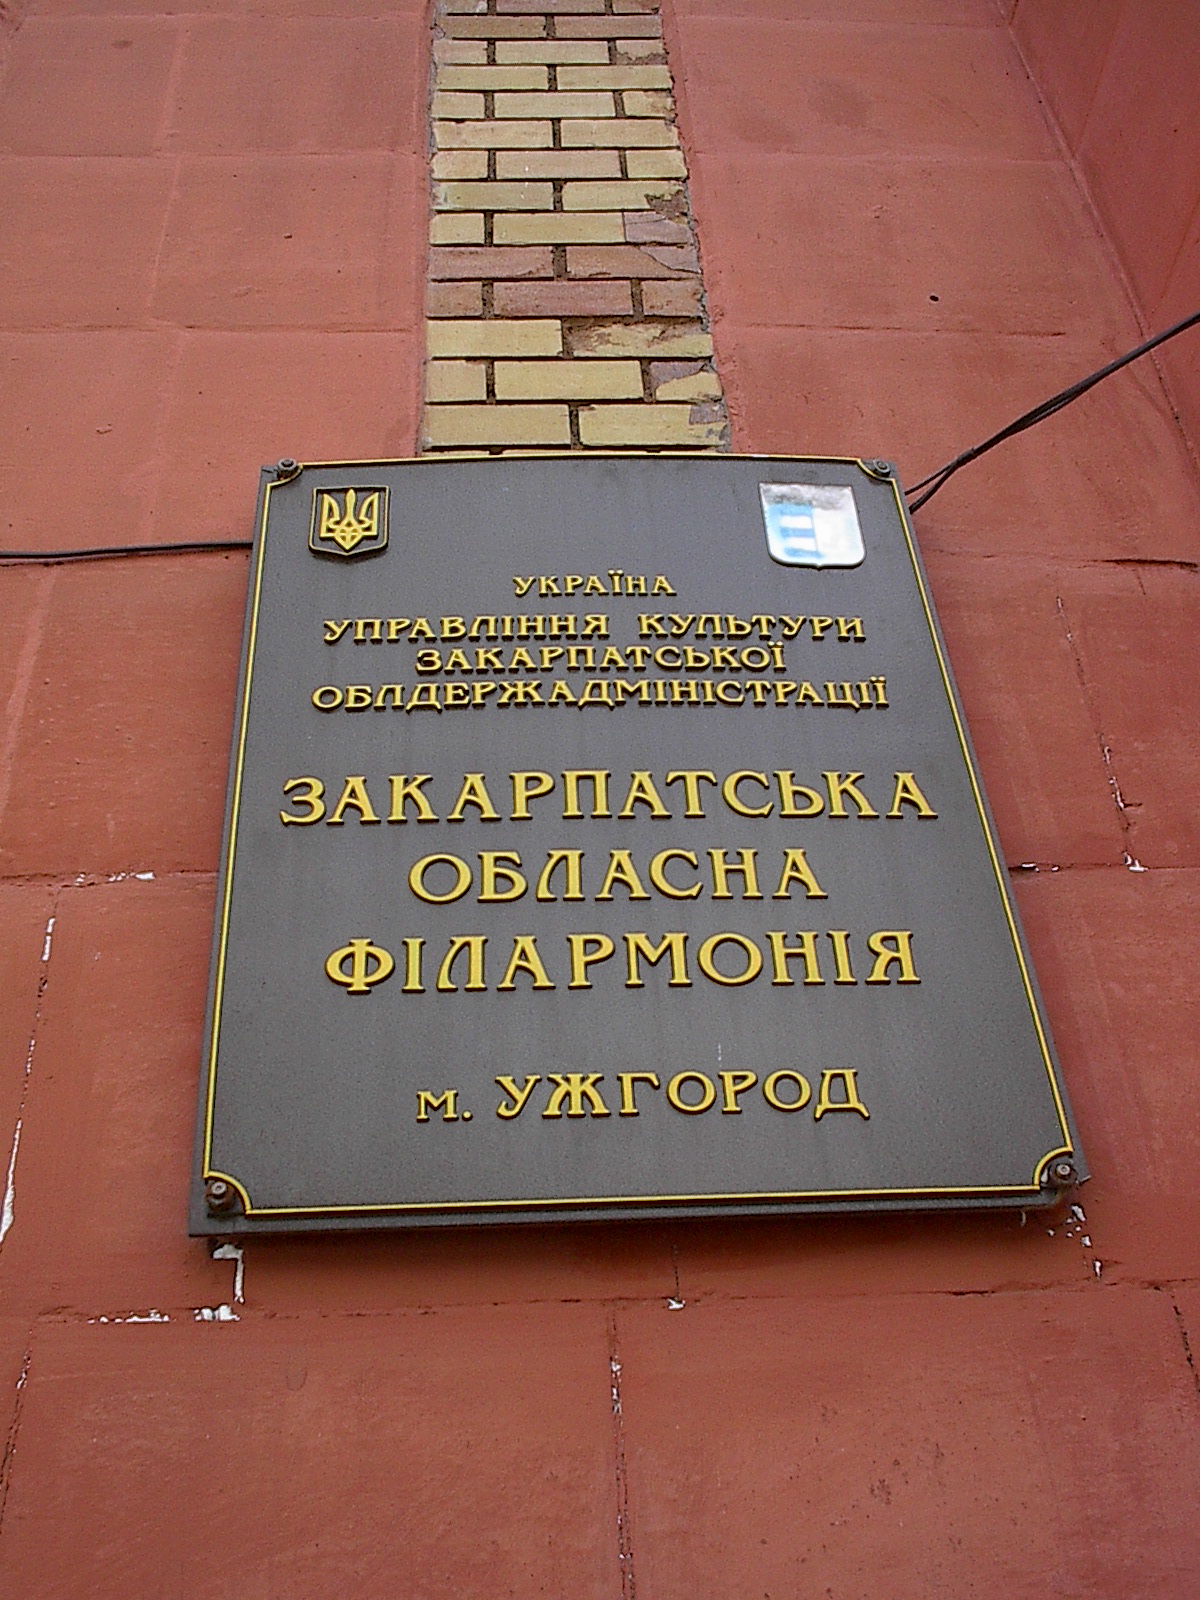 УКРАЇНА
УПРАВЛІННЯ КУЛЬТУРИ
ЗАКАРПАТСЬКОЇ
ОБЛДЕРЖАДМІНІСТРАЦІЇ
ЗАКАРПАТСЬКА
ОБЛАСНА
ФІЛАРМОНІЯ
м. УЖГОРОД